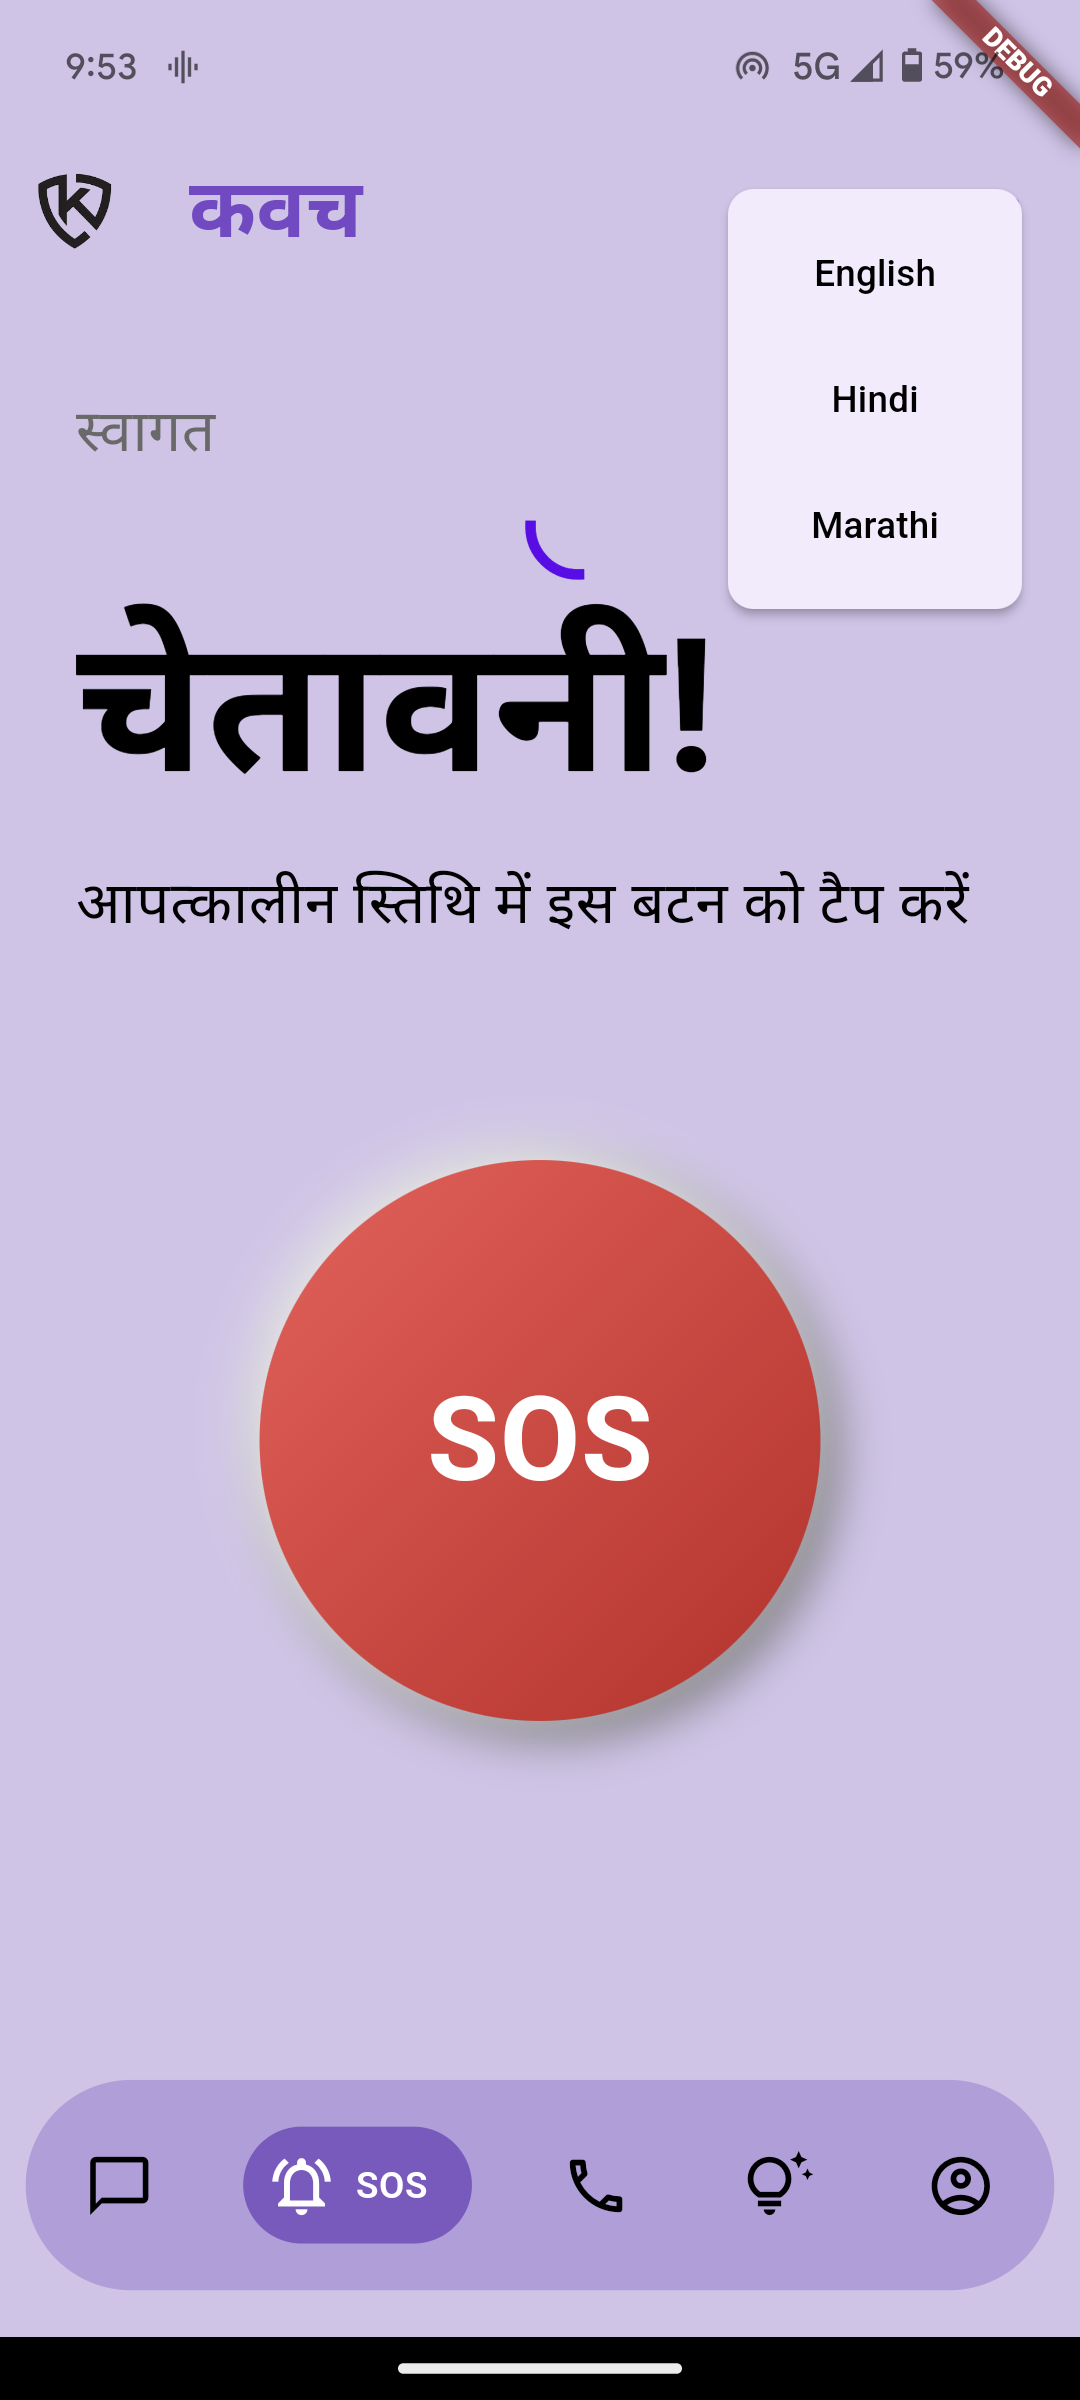 9:53
5G
59%
DEBUG
कवच
English
Hindi
Marathi
स्वागत
चेतावनी!
आपत्कालीन स्तिथि में इस बटन को टैप करें
SOS
SOS